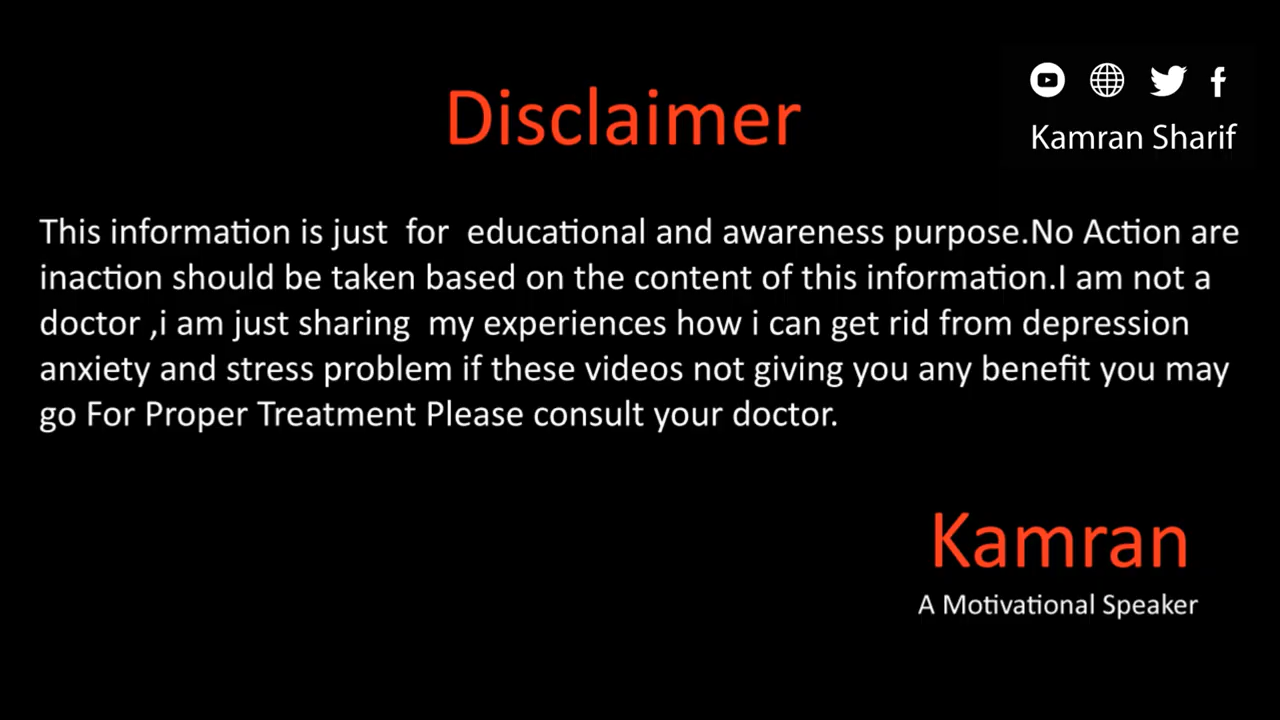 Disclaimer
Kamran Sharif
This information is just  for  educational and awareness purpose.No Action are
inaction should be taken based on the content of this information.I am not a
doctor ,i am just sharing  my experiences how i can get rid from depression
anxiety and stress problem if these videos not giving you any benefit you may
go For Proper Treatment Please consult your doctor.
Kamran
A Motivational Speaker